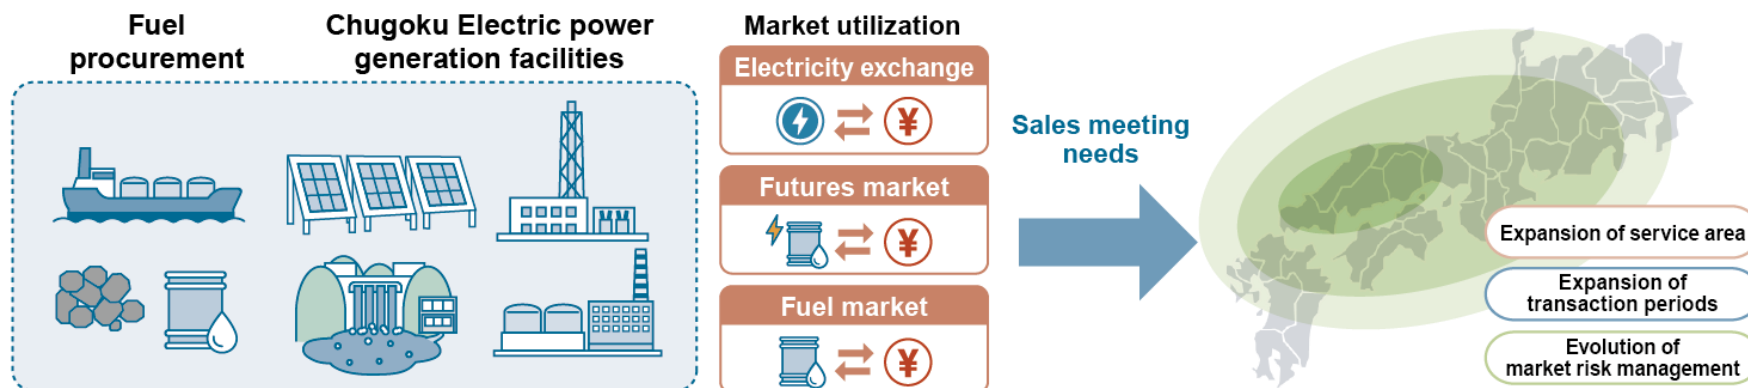 Fuel
procurement
Chugoku Electric power
generation facilities
Market utilization
Electricity exchange
¥
Futures market
¥
Fuel market
¥
Sales meeting
needs
Expansion of service area
Expansion of
transaction periods
Evolution of
market risk management